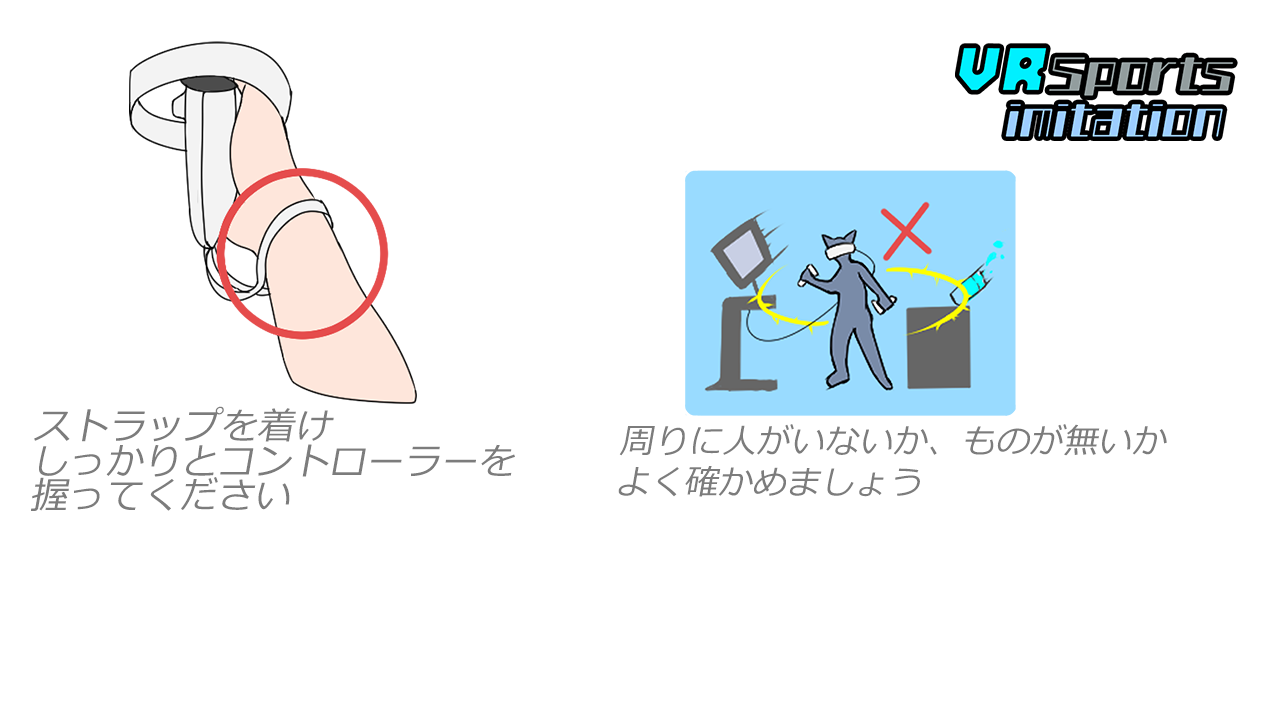 VR Sports
imitation
ストラップを着け
しっかりとコントローラーを
握ってください
周りに人がいないか、ものが無いか
よく確かめましょう